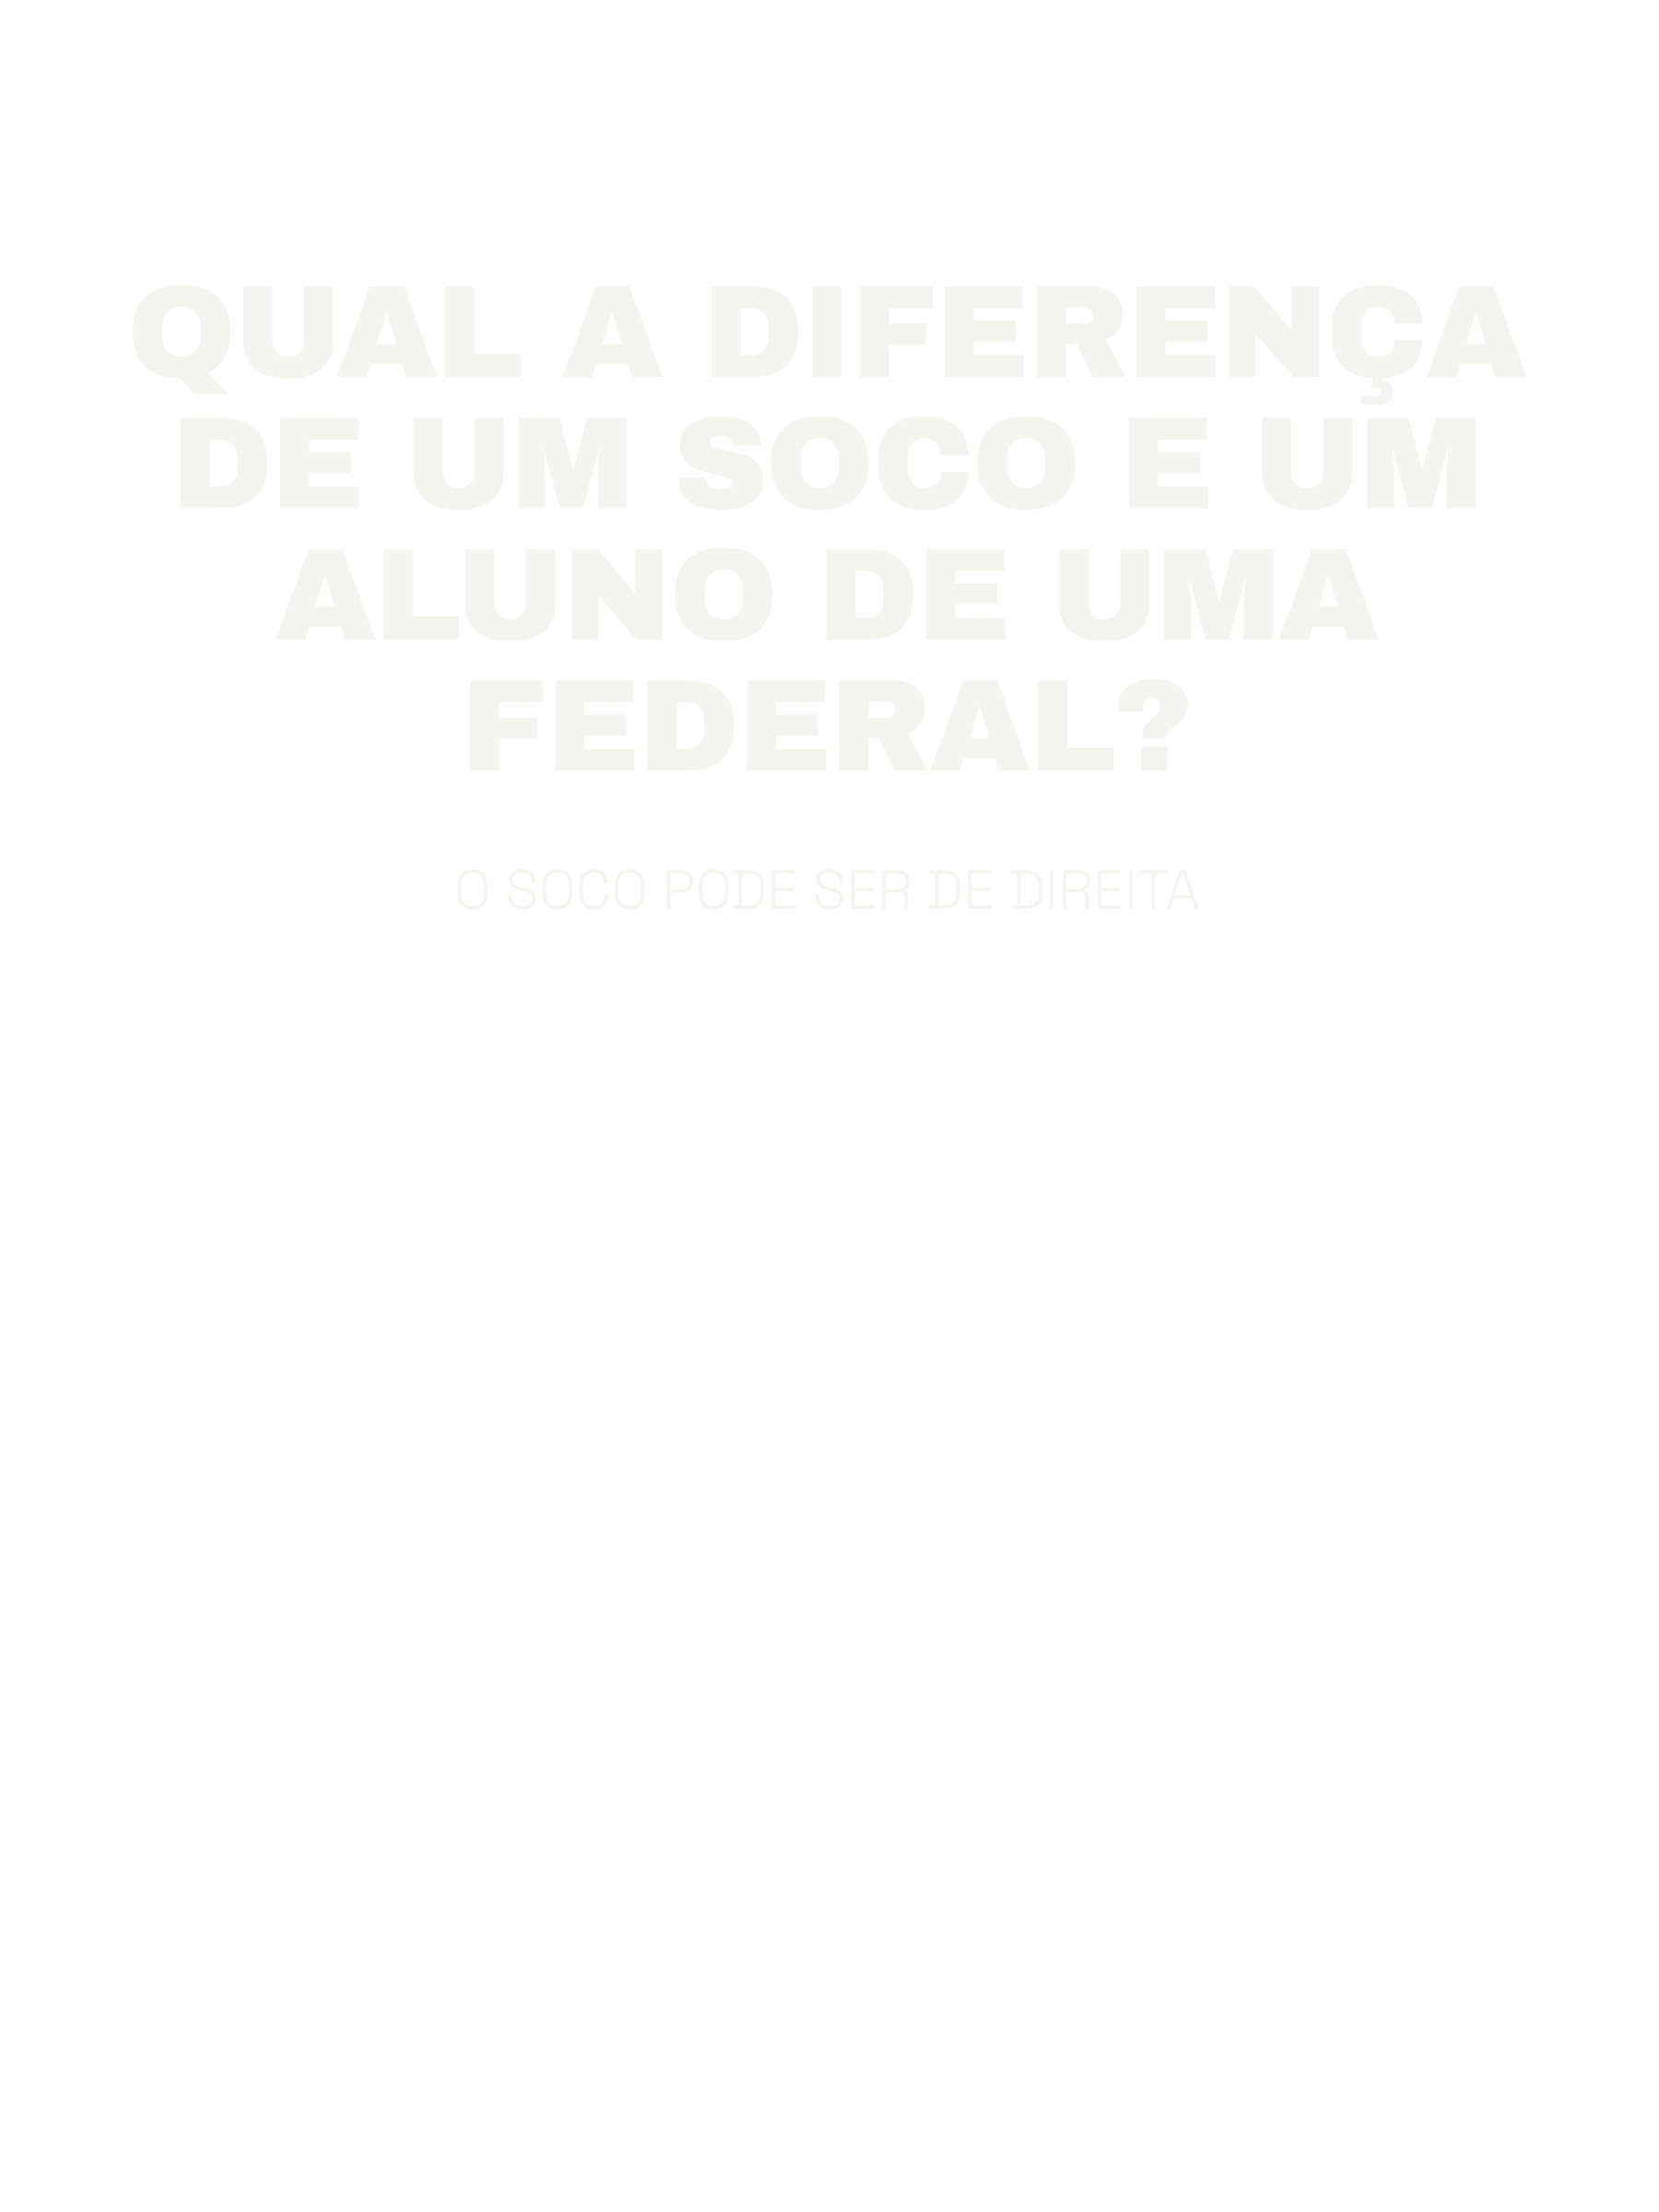 QUAL A DIFERENÇA
DE UM SOCO E UM
ALUNO DE UMA
FEDERAL?
O SOCO PODE SER DE DIREITA